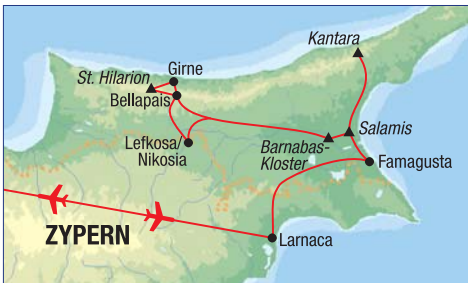 Kantara
Girne
St. Hilarion
Bellapais
Lefkosa/
Nikosia
Barnabas-
Kloster
Salamis
Famagusta
ZYPERN
Larnaca